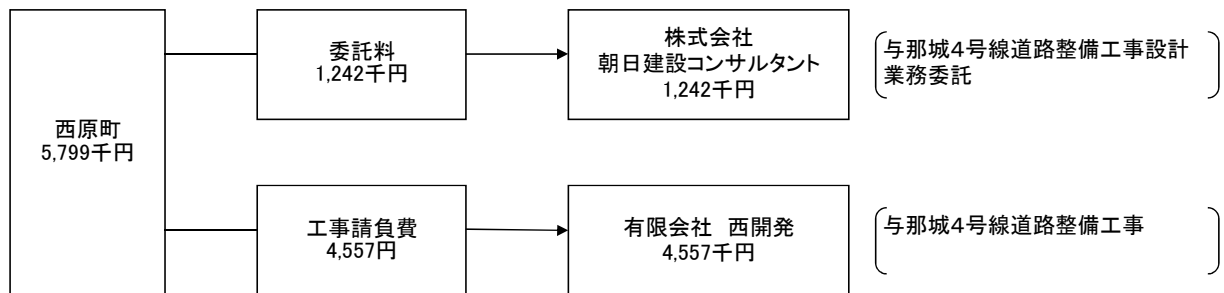 西原町
5,799千円
委託料
1,242千円
株式会社
朝日建設コンサルタント
1,242千円
与那城4号線道路整備工事設計
業務委託
工事請負費
4,557円
有限会社　西開発
4,557千円
与那城4号線道路整備工事